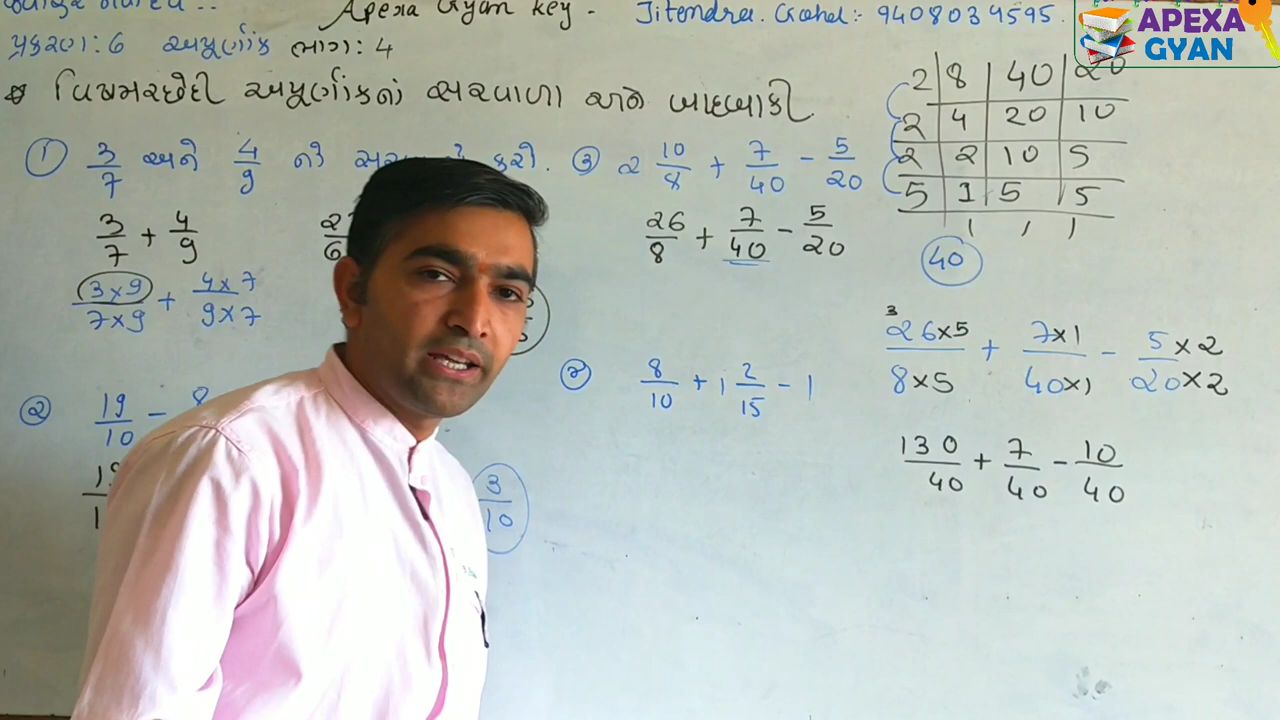 Apexa Gyan Key - Jitendra. Gohel :- 9408034595.
પ્રકરણ : 6 અપૂર્ણાંક ભાગ : 4
APEXA
GYAN
વિષમચ્છેદી અપૂર્ણાંકનાં સરવાળા અને બાદબાકી
① 3/7 અને 4/9 નો કરો.
3/7 + 4/9
3×9/7×9 + 4×7/9×7
② 19/10 - 8
3/10
③ 2 10/8 + 7/40 - 5/20
26/8 + 7/40 - 5/20
8/10 + 1 2/15 - 1
2 | 8 | 40 | 20
2 | 4 | 20 | 10
2 | 2 | 10 | 5
5 | 1 | 5 | 5
1 , 1
40
3
26×5/8×5 + 7×1/40×1 - 5×2/20×2
130/40 + 7/40 - 10/40